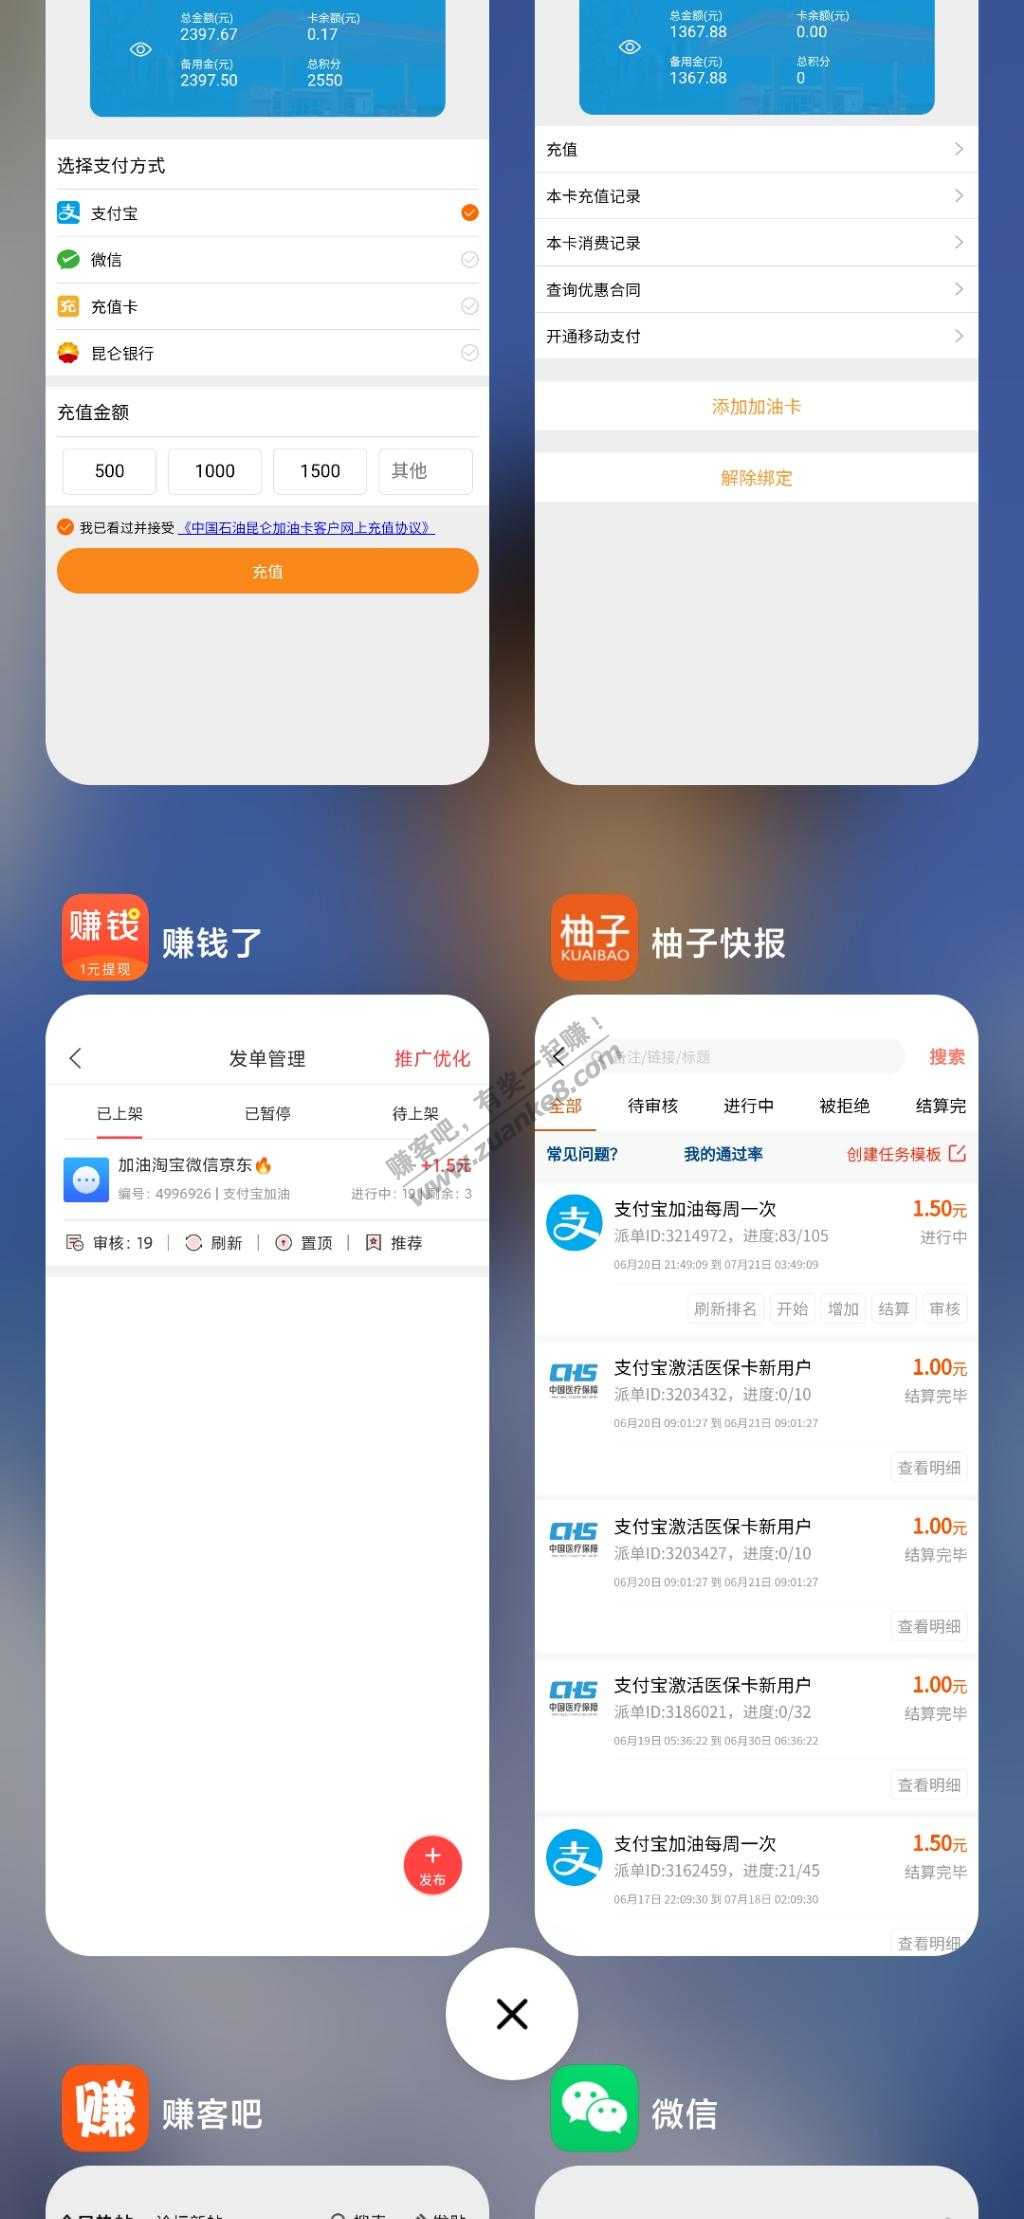 总金额(元)
2397.67
卡余额(元)
0.17
备用金(元)
2397.50
总积分
2550
选择支付方式
支付宝
微信
充值卡
昆仑银行
充值金额
500
1000
1500
其他
我已看过并接受《中国石油昆仑加油卡客户网上充值协议》
充值
总金额(元)
1367.88
卡余额(元)
0.00
备用金(元)
1367.88
总积分
0
充值
本卡充值记录
本卡消费记录
查询优惠合同
开通移动支付
添加加油卡
解除绑定
赚钱
1元提现
赚钱了
发单管理
推广优化
已上架
已暂停
待上架
加油淘宝微信京东🔥
+1.5元
编号: 4996926 | 支付宝加油
进行中: 19 | 剩余: 3
审核: 19
刷新
置顶
推荐
+
发布
柚子
KUAIBAO
柚子快报
备注/链接/标题
搜索
全部
待审核
进行中
被拒绝
结算完
常见问题?
我的通过率
创建任务模板
支付宝加油每周一次
1.50元
派单ID:3214972，进度:83/105
进行中
06月20日 21:49:09 到 07月21日 03:49:09
刷新排名
开始
增加
结算
审核
CHS
中国医疗保障
支付宝激活医保卡新用户
1.00元
派单ID:3203432，进度:0/10
结算完毕
06月20日 09:01:27 到 06月21日 09:01:27
查看明细
CHS
中国医疗保障
支付宝激活医保卡新用户
1.00元
派单ID:3203427，进度:0/10
结算完毕
06月20日 09:01:27 到 06月21日 09:01:27
查看明细
CHS
中国医疗保障
支付宝激活医保卡新用户
1.00元
派单ID:3186021，进度:0/32
结算完毕
06月19日 05:36:22 到 06月30日 06:36:22
查看明细
支付宝加油每周一次
1.50元
派单ID:3162459，进度:21/45
结算完毕
06月17日 22:09:30 到 07月18日 02:09:30
查看明细
赚客吧，有奖一起赚！
www.zuanke8.com
赚
赚客吧
微信